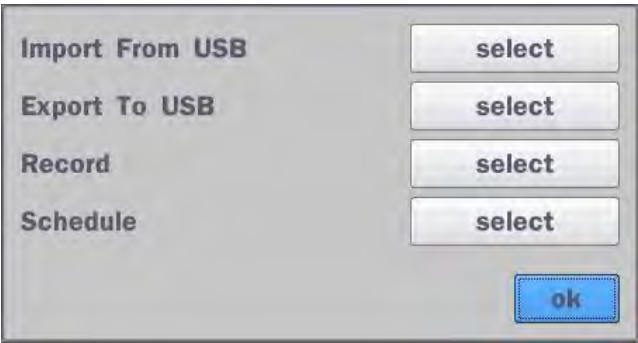 Import From USB select
Export To USB select
Record select
Schedule select
ok